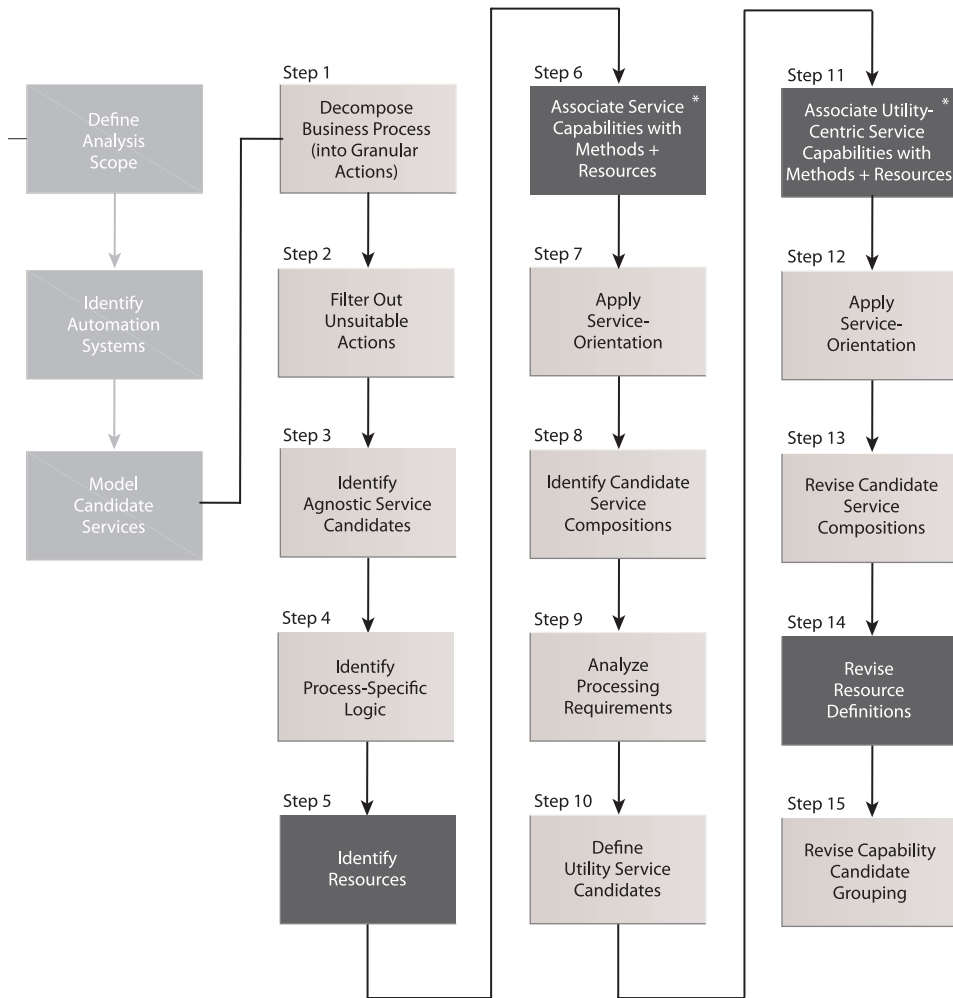 Define
Analysis
Scope
Identify
Automation
Systems
Model
Candidate
Services
Step 1
Decompose
Business Process
(into Granular
Actions)
Step 2
Filter Out
Unsuitable
Actions
Step 3
Identify
Agnostic Service
Candidates
Step 4
Identify
Process-Specific
Logic
Step 5
Identify
Resources
Step 6
Associate Service *
Capabilities with
Methods +
Resources
Step 7
Apply
Service-
Orientation
Step 8
Identify Candidate
Service
Compositions
Step 9
Analyze
Processing
Requirements
Step 10
Define
Utility Service
Candidates
Step 11
Associate Utility- *
Centric Service
Capabilities with
Methods + Resources
Step 12
Apply
Service-
Orientation
Step 13
Revise Candidate
Service
Compositions
Step 14
Revise
Resource
Definitions
Step 15
Revise Capability
Candidate
Grouping